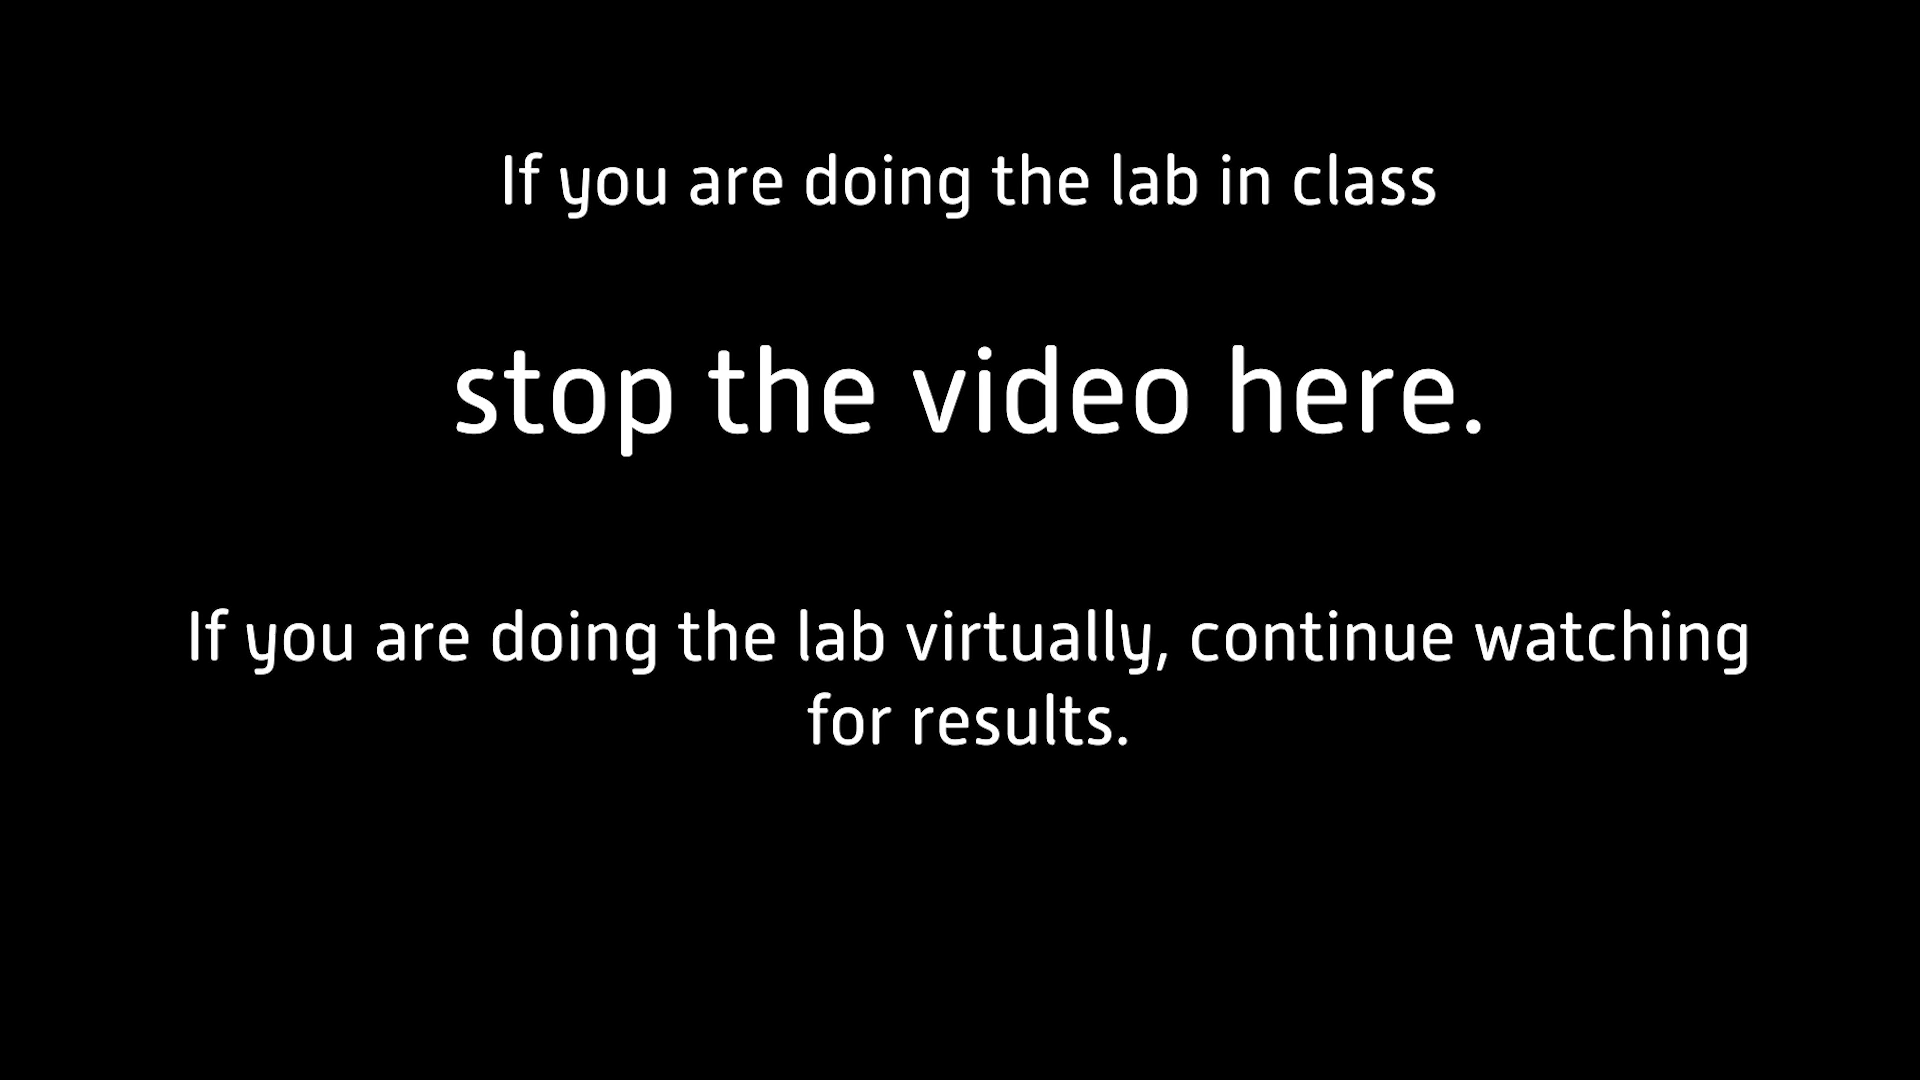 If you are doing the lab in class
stop the video here.
If you are doing the lab virtually, continue watching
for results.